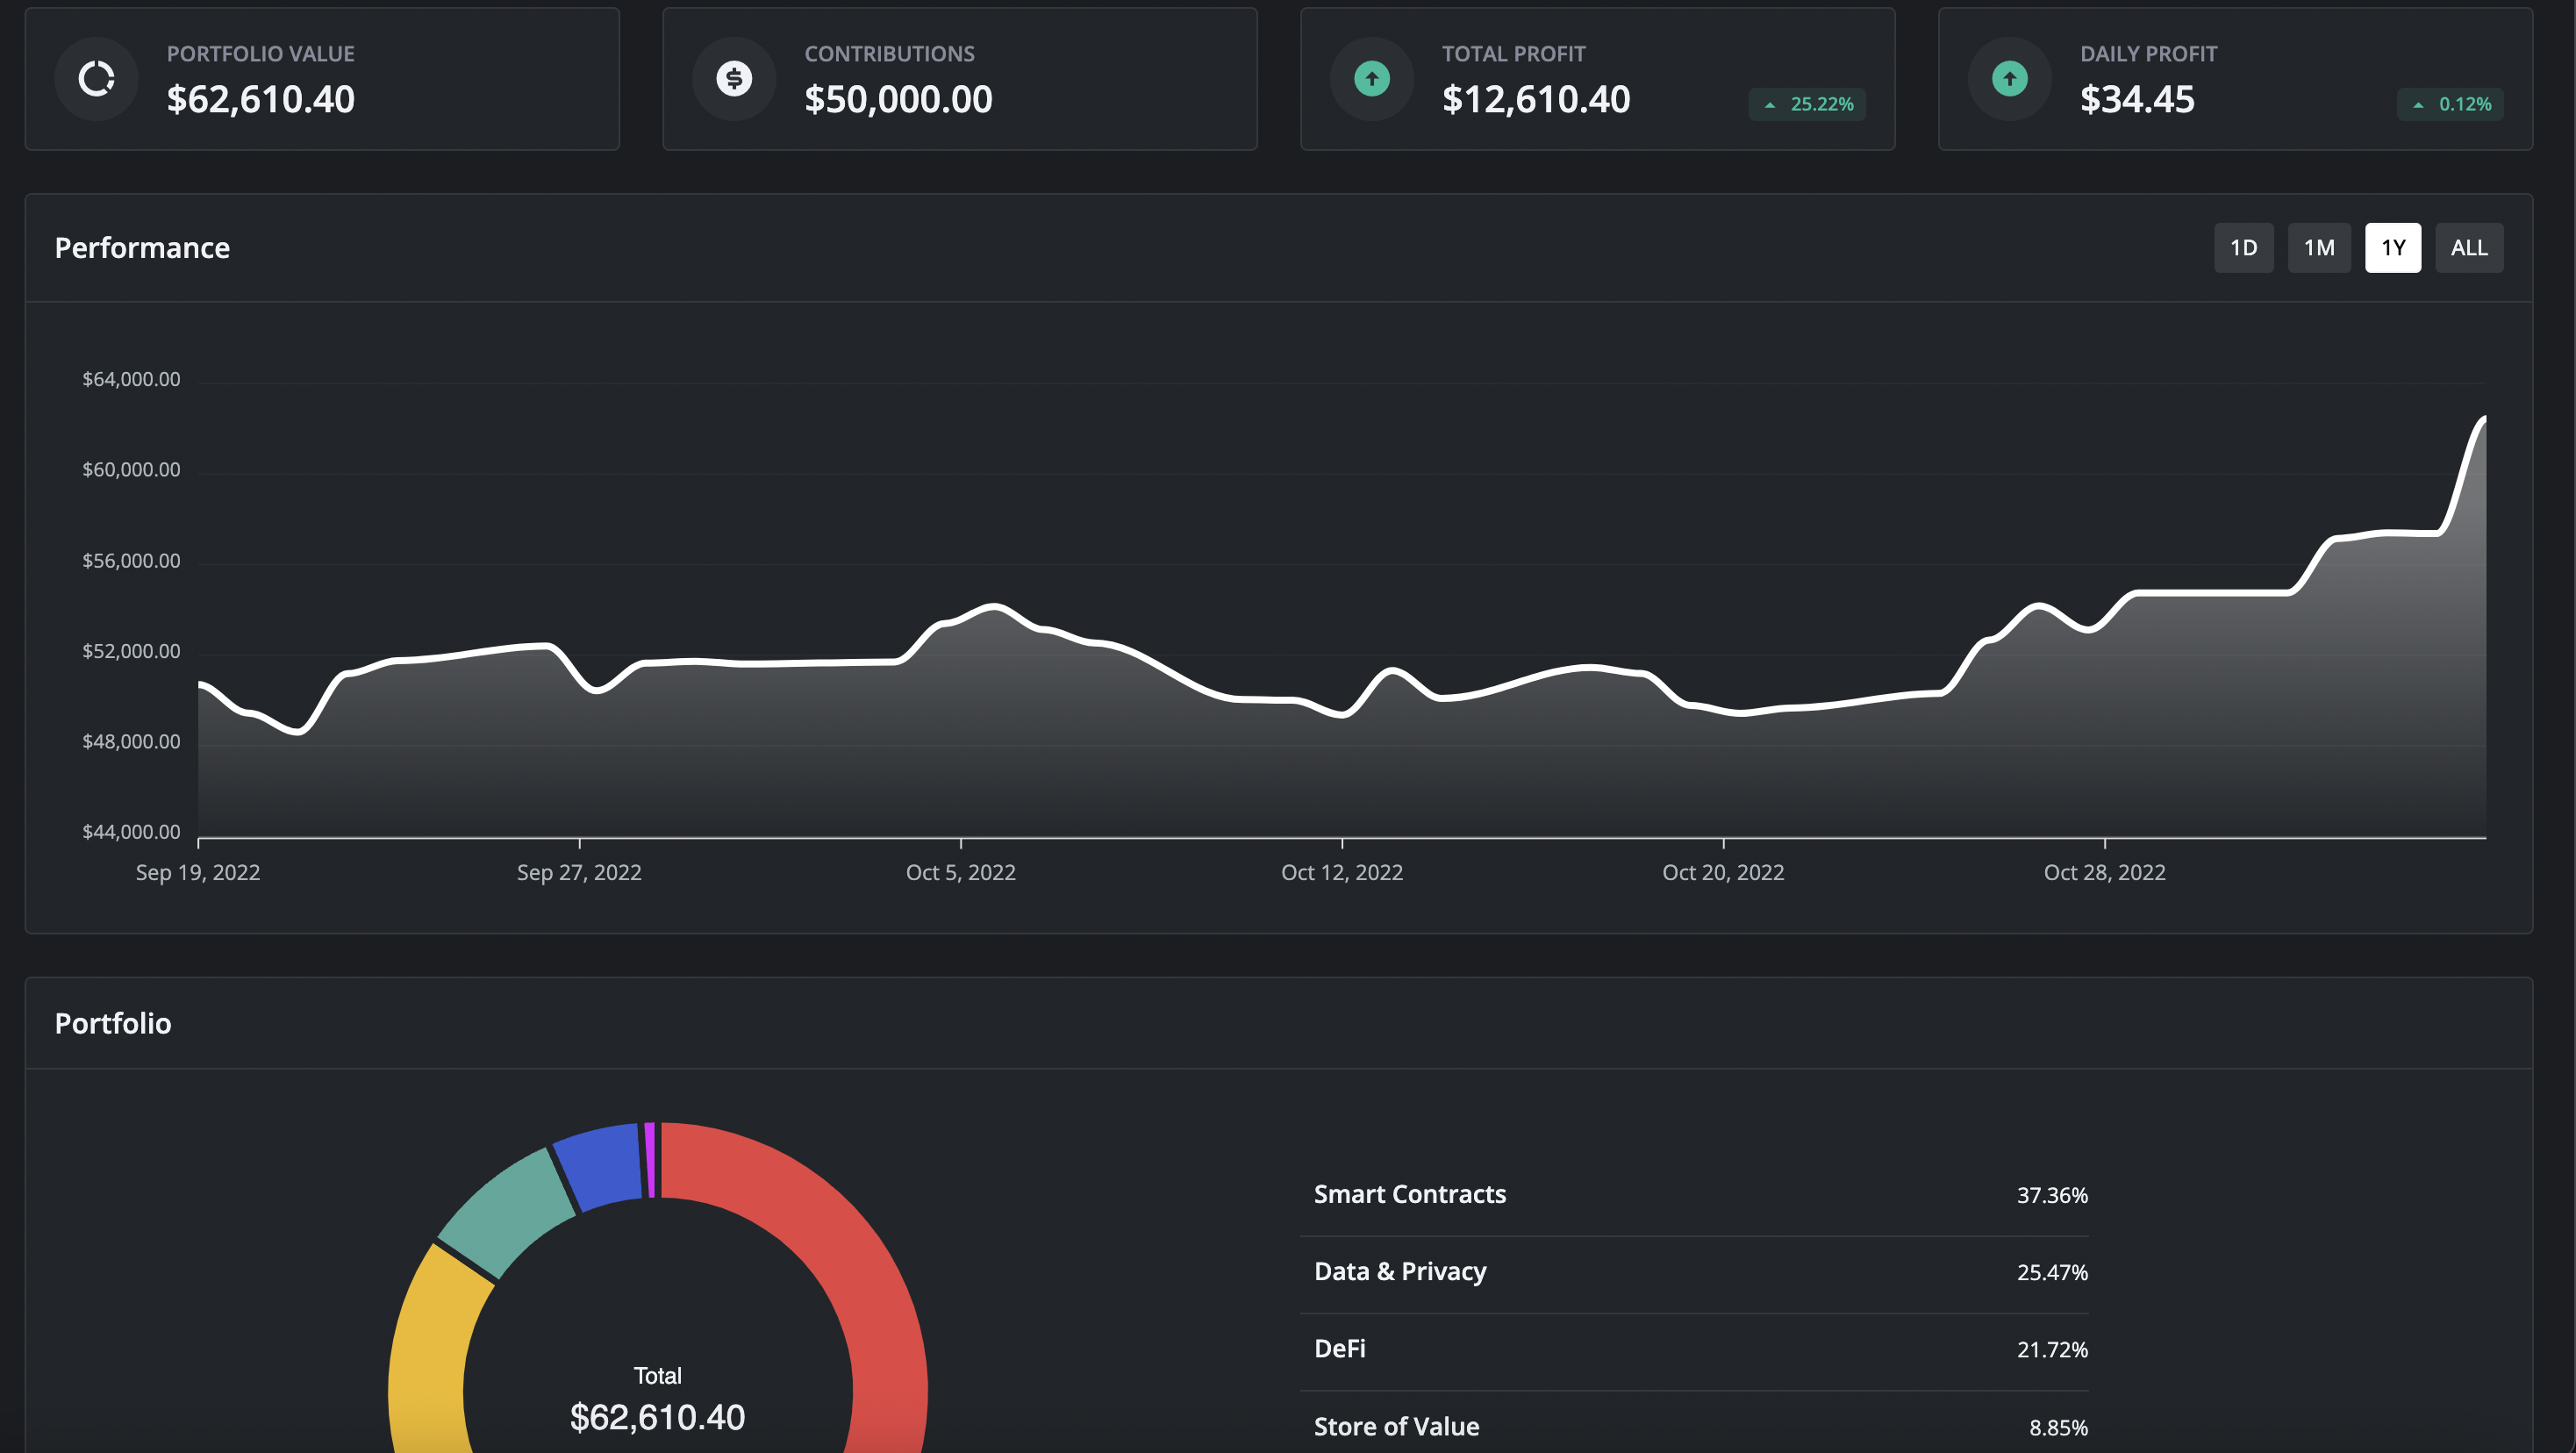 PORTFOLIO VALUE
$62,610.40
CONTRIBUTIONS
$50,000.00
TOTAL PROFIT
$12,610.40
25.22%
DAILY PROFIT
$34.45
0.12%
Performance
1D 1M 1Y ALL
$64,000.00
$60,000.00
$56,000.00
$52,000.00
$48,000.00
$44,000.00
Sep 19, 2022 Sep 27, 2022 Oct 5, 2022 Oct 12, 2022 Oct 20, 2022 Oct 28, 2022
Portfolio
Total
$62,610.40
Smart Contracts 37.36%
Data & Privacy 25.47%
DeFi 21.72%
Store of Value 8.85%